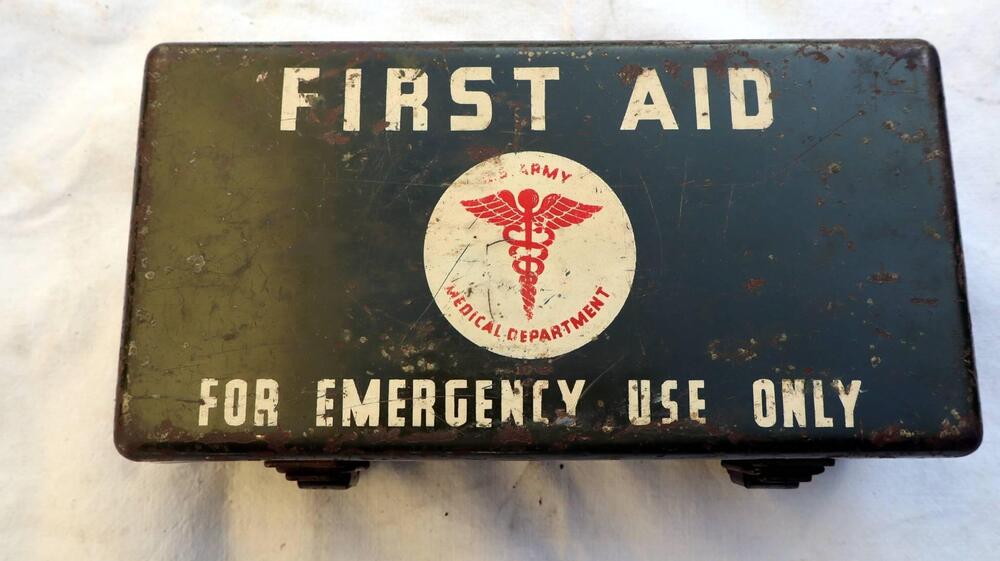 FIRST AID
U.S. ARMY
MEDICAL DEPARTMENT
FOR EMERGENCY USE ONLY